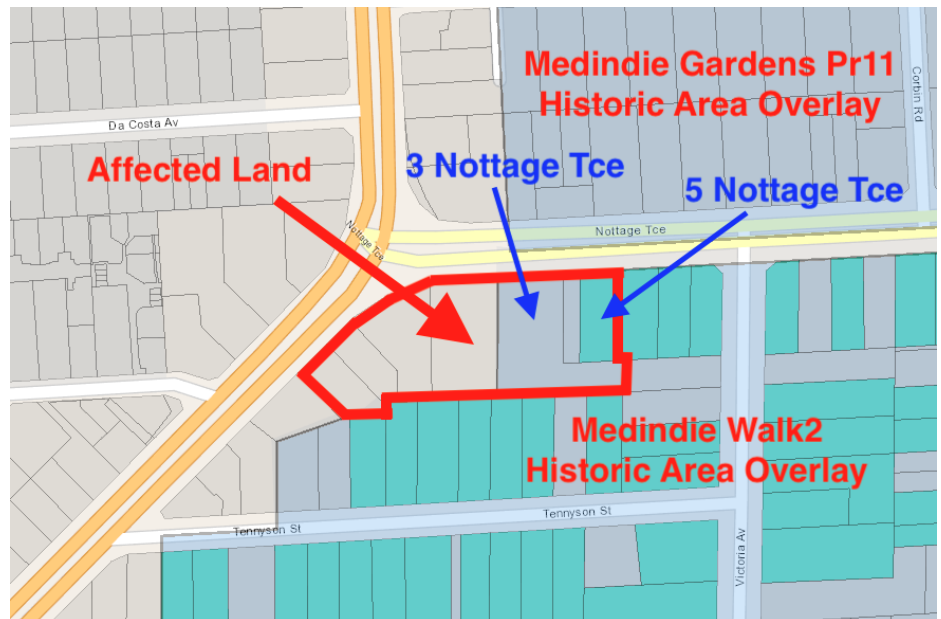 Medindie Gardens Pr11
Historic Area Overlay
Corbin Rd
Da Costa Av
Affected Land
3 Nottage Tce
5 Nottage Tce
Nottage Tce
Nottage Tce
Medindie Walk2
Historic Area Overlay
Tennyson St
Tennyson St
Victoria Av